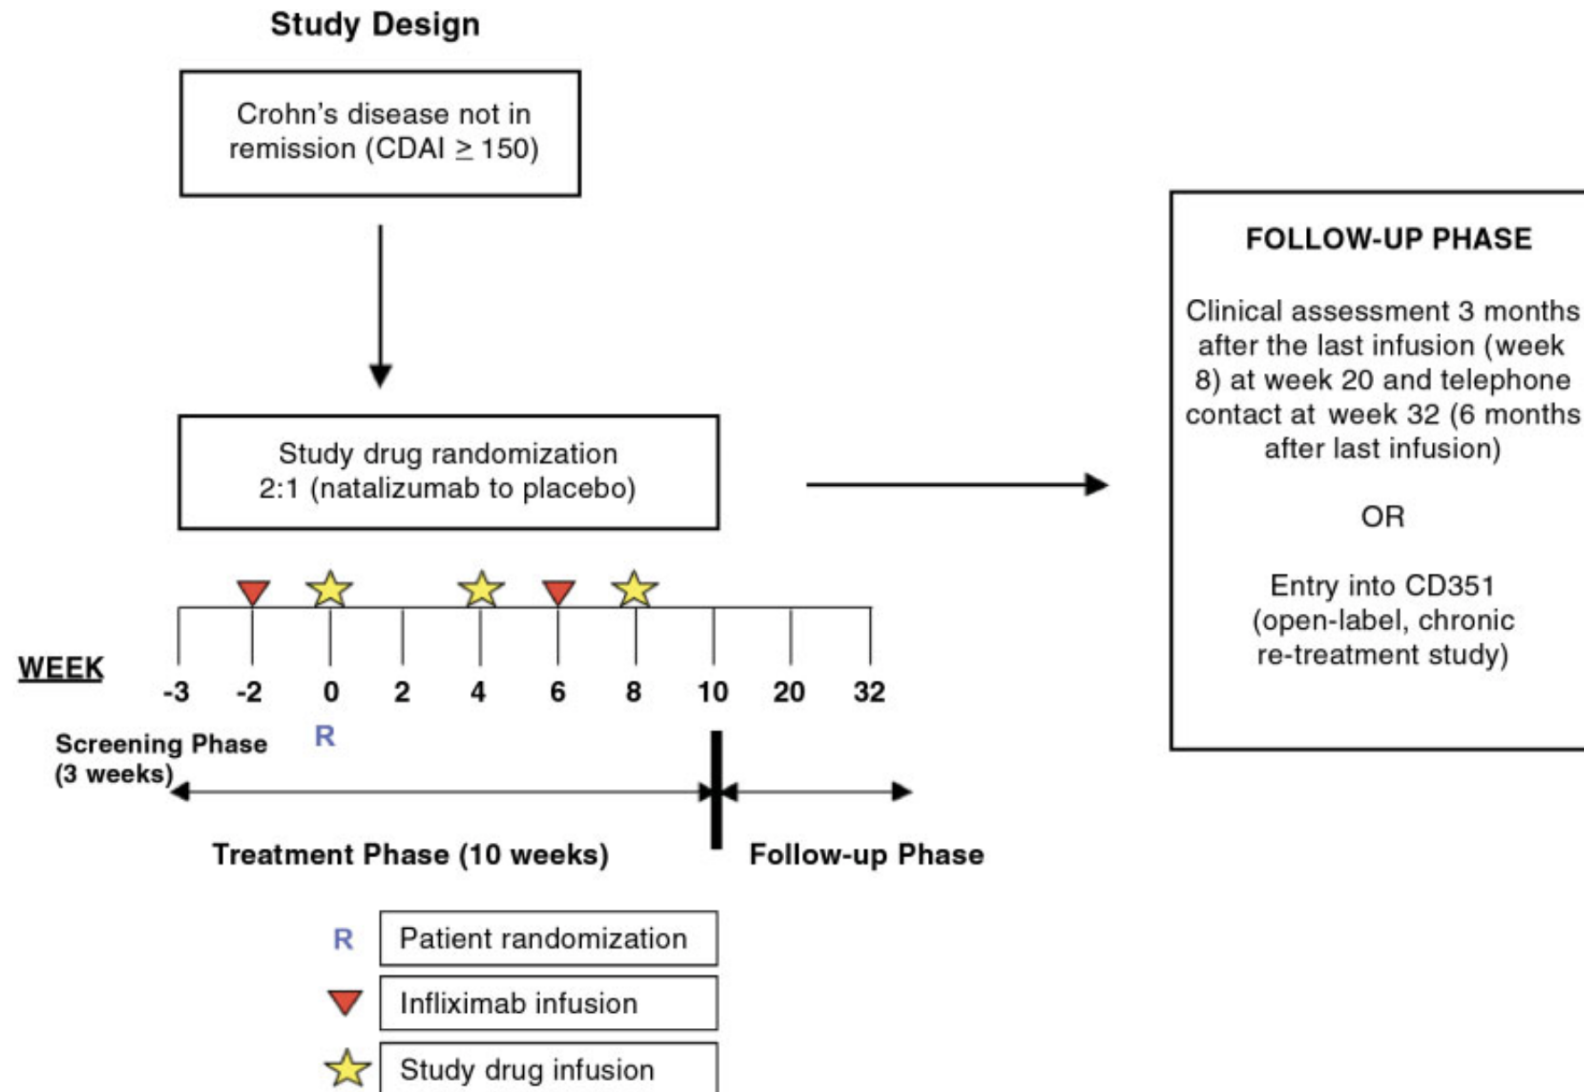 Study Design
Crohn's disease not in
remission (CDAI ≥ 150)
Study drug randomization
2:1 (natalizumab to placebo)
FOLLOW-UP PHASE
Clinical assessment 3 months
after the last infusion (week
8) at week 20 and telephone
contact at week 32 (6 months
after last infusion)
OR
Entry into CD351
(open-label, chronic
re-treatment study)
WEEK
-3 -2 0 2 4 6 8 10 20 32
R
Screening Phase
(3 weeks)
Treatment Phase (10 weeks) Follow-up Phase
R Patient randomization
Infliximab infusion
Study drug infusion